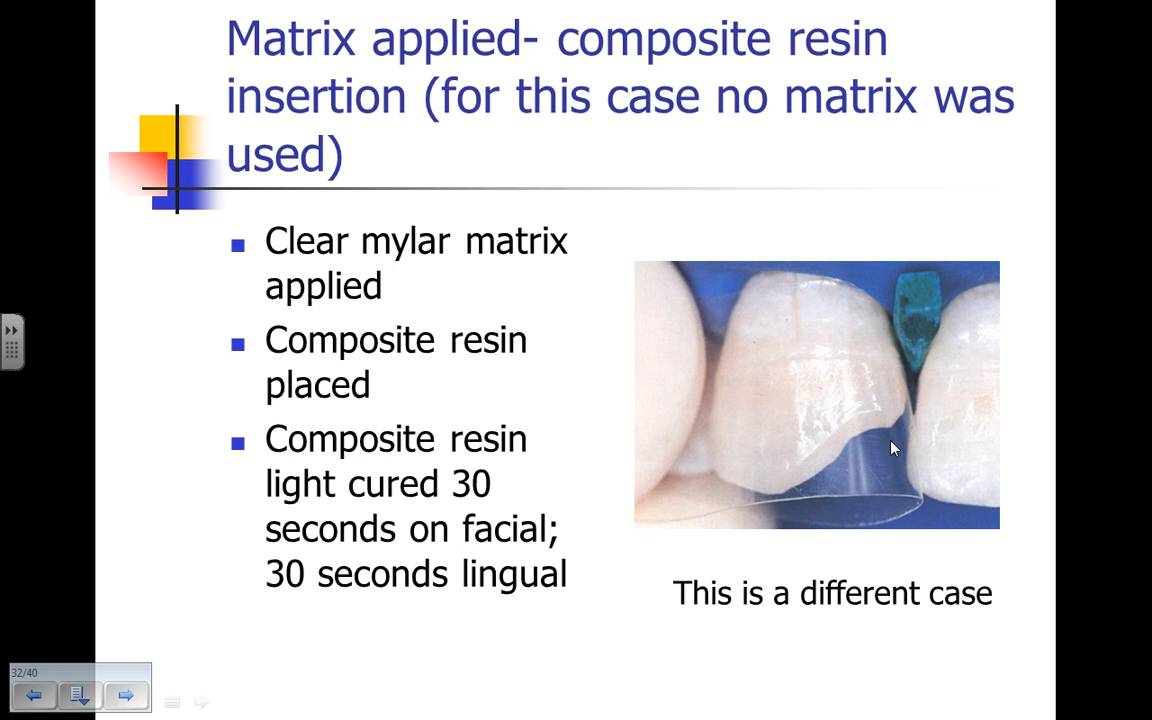 Matrix applied- composite resin
insertion (for this case no matrix was
used)
Clear mylar matrix
applied
Composite resin
placed
Composite resin
light cured 30
seconds on facial;
30 seconds lingual
This is a different case
32/40